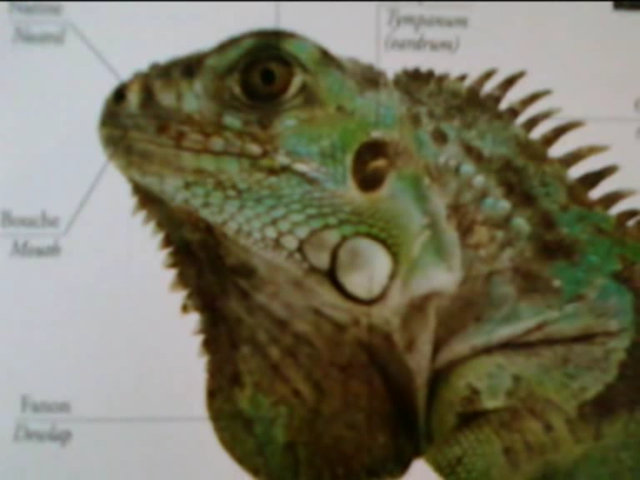 Narine
Nostril
Tympanum
(eardrum)
Bouche
Mouth
Fanon
Dewlap